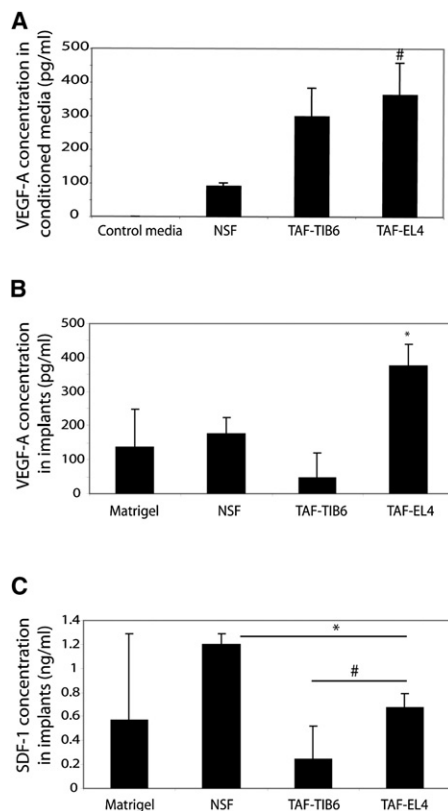 A
VEGF-A concentration in
conditioned media (pg/ml)
500
400
300
200
100
0
#
Control media NSF TAF-TIB6 TAF-EL4
B
VEGF-A concentration
in implants (pg/ml)
500
400
300
200
100
0
*
Matrigel NSF TAF-TIB6 TAF-EL4
C
SDF-1 concentration
in implants (ng/ml)
1.4
1.2
1
0.8
0.6
0.4
0.2
0
*
#
Matrigel NSF TAF-TIB6 TAF-EL4